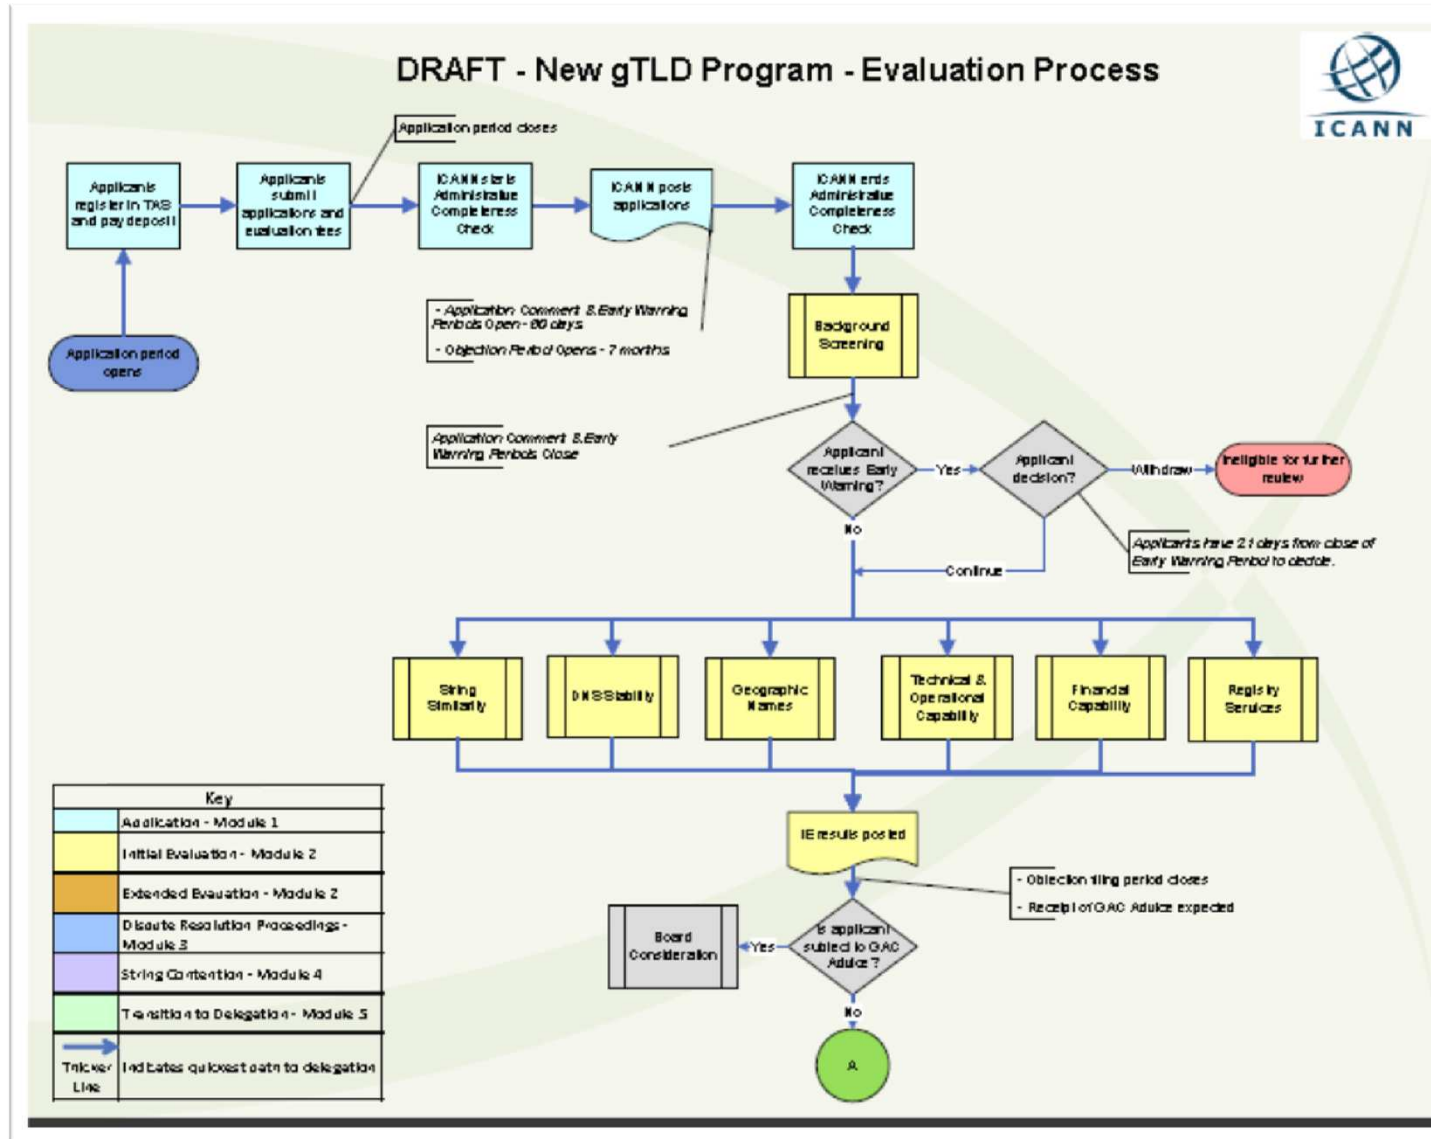 DRAFT - New gTLD Program - Evaluation Process
ICANN
Application period closes
Applicants
register in TAS
and pay deposit
Applicants
submit
applications and
evaluation fees
ICANN starts
Administrative
Completeness
Check
ICANN posts
applications
ICANN ends
Administrative
Completeness
Check
Application period
opens
- Application Comment & Early Warning
Periods Open - 60 days
- Objection Period Opens - 7 months
Background
Screening
Application Comment & Early
Warning Periods Close
Applicant
receives Early
Warning?
Yes
Applicant
decision?
Withdraw
Ineligible for further
review
No
Applicants have 21 days from close of
Early Warning Period to decide.
Continue
String
Similarity
DNS Stability
Geographic
Names
Technical &
Operational
Capability
Financial
Capability
Registry
Services
Key
Application - Module 1
Initial Evaluation - Module 2
Extended Evaluation - Module 2
Dispute Resolution Proceedings -
Module 3
String Contention - Module 4
Transition to Delegation - Module 5
Thicker
Line
Indicates quickest path to delegation
IE results posted
- Objection filing period closes
- Receipt of GAC Advice expected
Board
Consideration
Yes
Is applicant
subject to GAC
Advice?
No
A